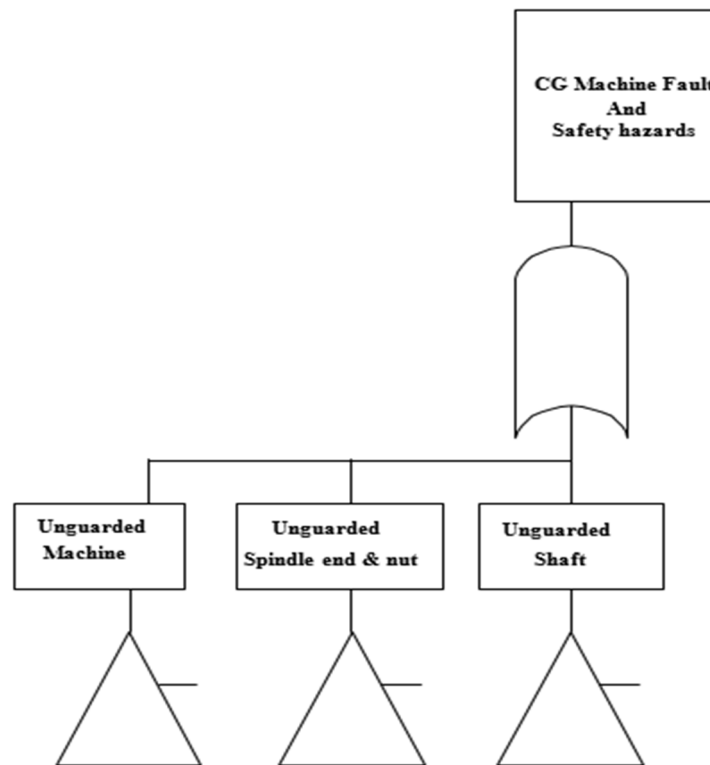 CG Machine Fault
And
Safety hazards
Unguarded
Machine
Unguarded
Spindle end & nut
Unguarded
Shaft